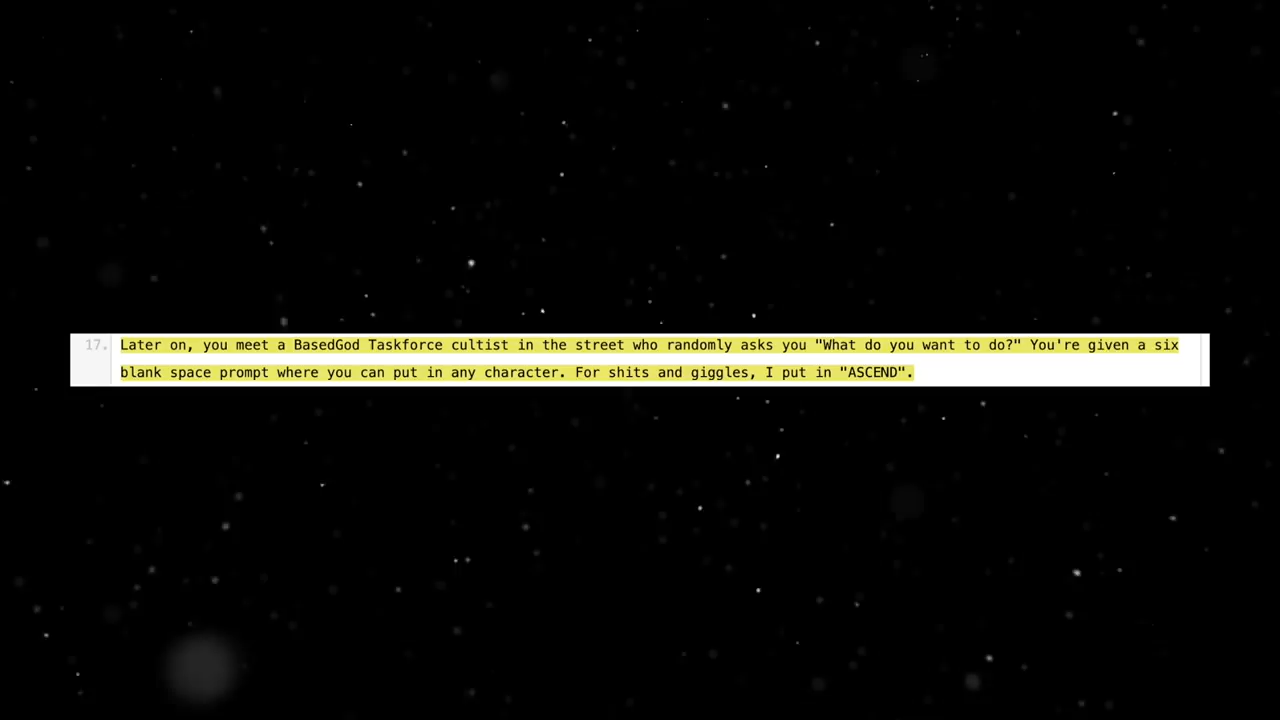 17. Later on, you meet a BasedGod Taskforce cultist in the street who randomly asks you "What do you want to do?" You're given a six
blank space prompt where you can put in any character. For shits and giggles, I put in "ASCEND".